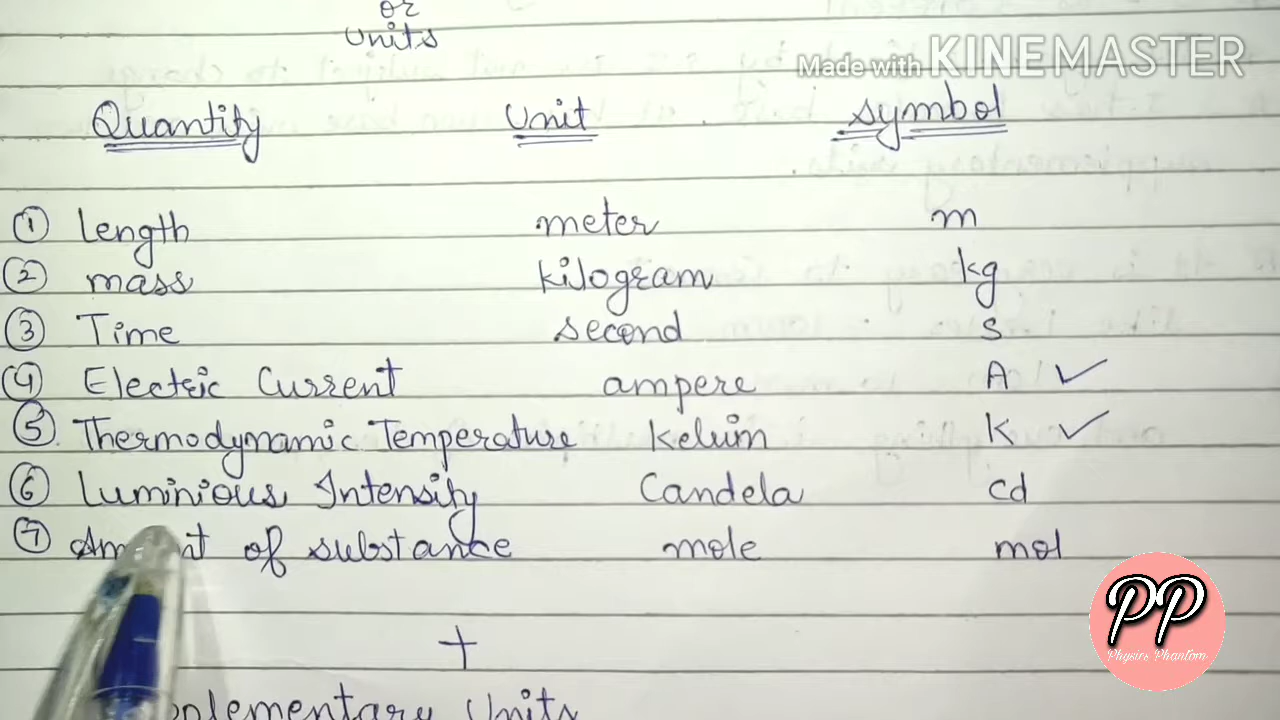 or
units
Made with KINEMASTER
Quantity Unit Symbol
① Length meter m
② mass kilogram kg
③ Time second s
④ Electric Current ampere A ✓
⑤ Thermodynamic Temperature Kelvin K ✓
⑥ Luminious Intensity Candela cd
⑦ of substance mole mol
+
Units
PP
Physics Phantom